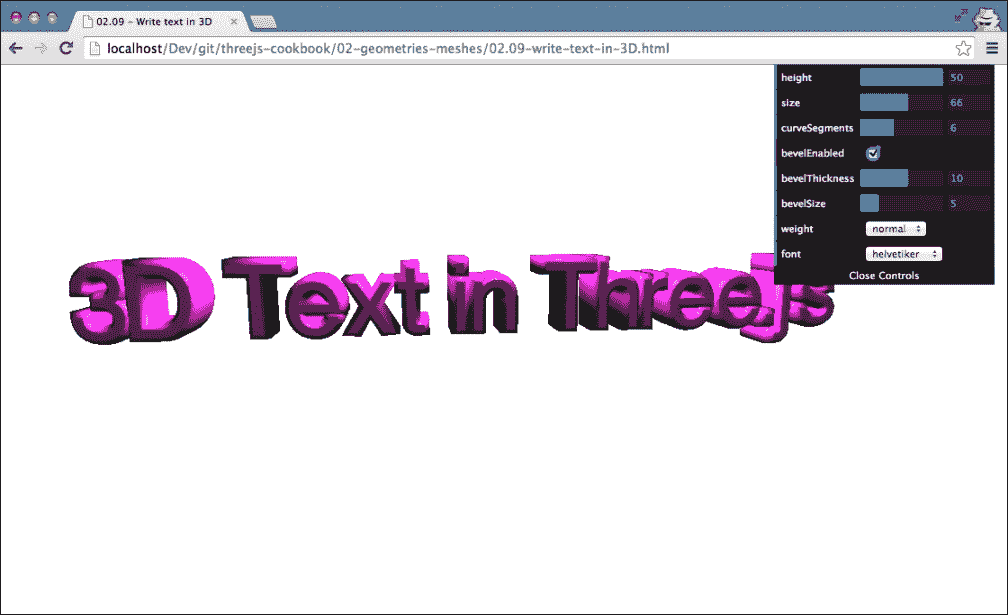 02.09 - Write text in 3D
localhost/Dev/git/threejs-cookbook/02-geometries-meshes/02.09-write-text-in-3D.html
height 50
size 66
curveSegments 6
bevelEnabled
bevelThickness 10
bevelSize 5
weight normal
font helvetiker
Close Controls
3D Text in Three.js